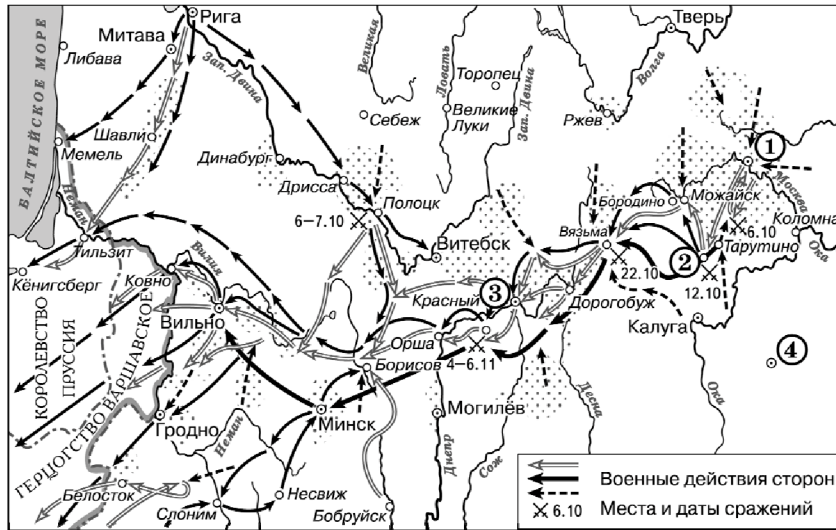 Рига
Тверь
Митава
Либава
Зап. Двина
Великая
Ловать
Торопец
Великие
Луки
Зап. Двина
Волга
БАЛТИЙСКОЕ МОРЕ
Себеж
Ржев
Шавли
Мемель
Динабург
Дрисса
1
Неман
Полоцк
6–7.10
Бородино
Можайск
Москва
6.10
Коломна
Вязьма
Витебск
2
Тарутино
Ока
Тильзит
Вилия
22.10
12.10
Кёнигсберг
Ковно
Красный
3
Дорогобуж
Калуга
Вильно
Орша
4
КОРОЛЕВСТВО
ПРУССИЯ
Борисов
4–6.11
ГЕРЦОГСТВО ВАРШАВСКОЕ
Гродно
Неман
Минск
Могилёв
Днепр
Сож
Десна
Ока
Белосток
Слоним
Несвиж
Бобруйск
Военные действия сторон
6.10 Места и даты сражений